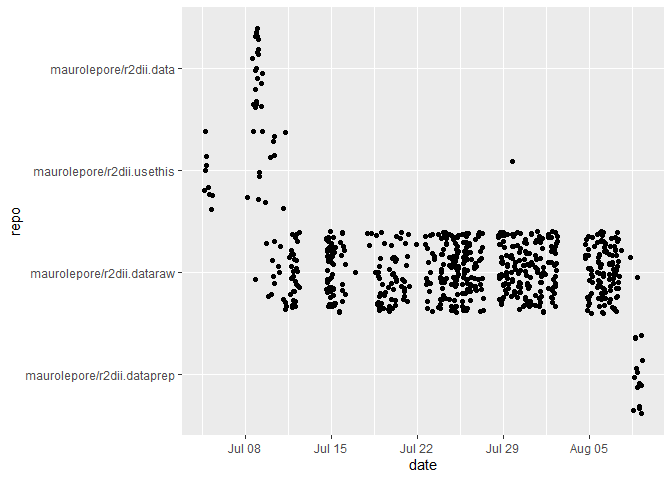 repo
maurolepore/r2dii.data
maurolepore/r2dii.usethis
maurolepore/r2dii.dataraw
maurolepore/r2dii.dataprep
Jul 08 Jul 15 Jul 22 Jul 29 Aug 05
date